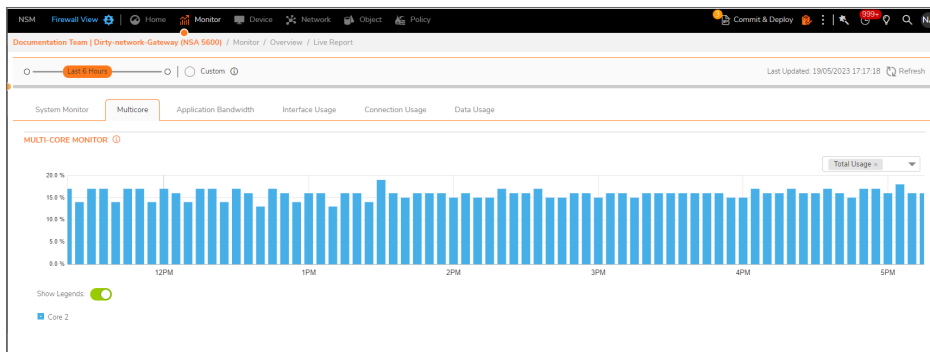 NSM Firewall View Home Monitor Device Network Object Policy 1 Commit & Deploy 999+
Documentation Team | Dirty-network-Gateway (NSA 5600) / Monitor / Overview / Live Report
Last 6 Hours Custom Last Updated: 19/05/2023 17:17:18 Refresh
System Monitor Multicore Application Bandwidth Interface Usage Connection Usage Data Usage
MULTI-CORE MONITOR
Total Usage ×
20.0 %
15.0 %
10.0 %
5.0 %
0.0 %
12PM 1PM 2PM 3PM 4PM 5PM
Show Legends:
Core 2